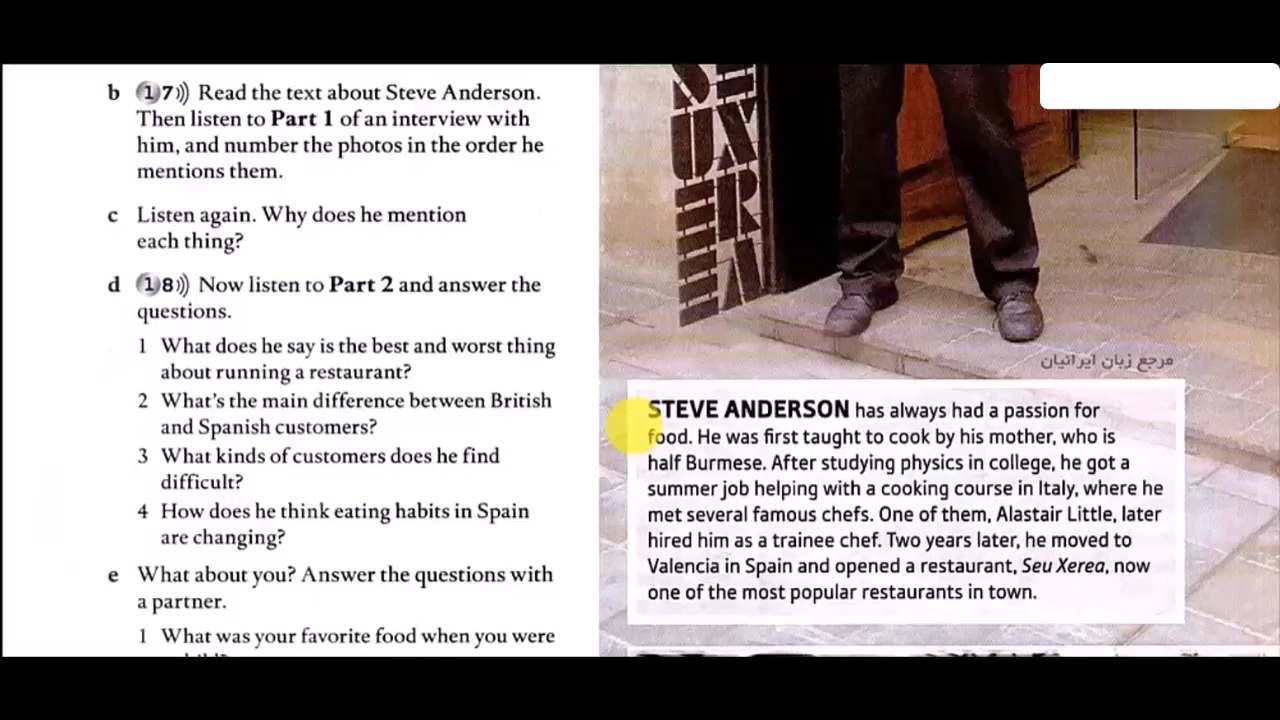 b 1 7))) Read the text about Steve Anderson.
Then listen to Part 1 of an interview with
him, and number the photos in the order he
mentions them.
c Listen again. Why does he mention
each thing?
d 1 8))) Now listen to Part 2 and answer the
questions.
1 What does he say is the best and worst thing
about running a restaurant?
2 What's the main difference between British
and Spanish customers?
3 What kinds of customers does he find
difficult?
4 How does he think eating habits in Spain
are changing?
e What about you? Answer the questions with
a partner.
1 What was your favorite food when you were
SEU XEREA
مرجع زبان ایرانیان
STEVE ANDERSON has always had a passion for
food. He was first taught to cook by his mother, who is
half Burmese. After studying physics in college, he got a
summer job helping with a cooking course in Italy, where he
met several famous chefs. One of them, Alastair Little, later
hired him as a trainee chef. Two years later, he moved to
Valencia in Spain and opened a restaurant, Seu Xerea, now
one of the most popular restaurants in town.